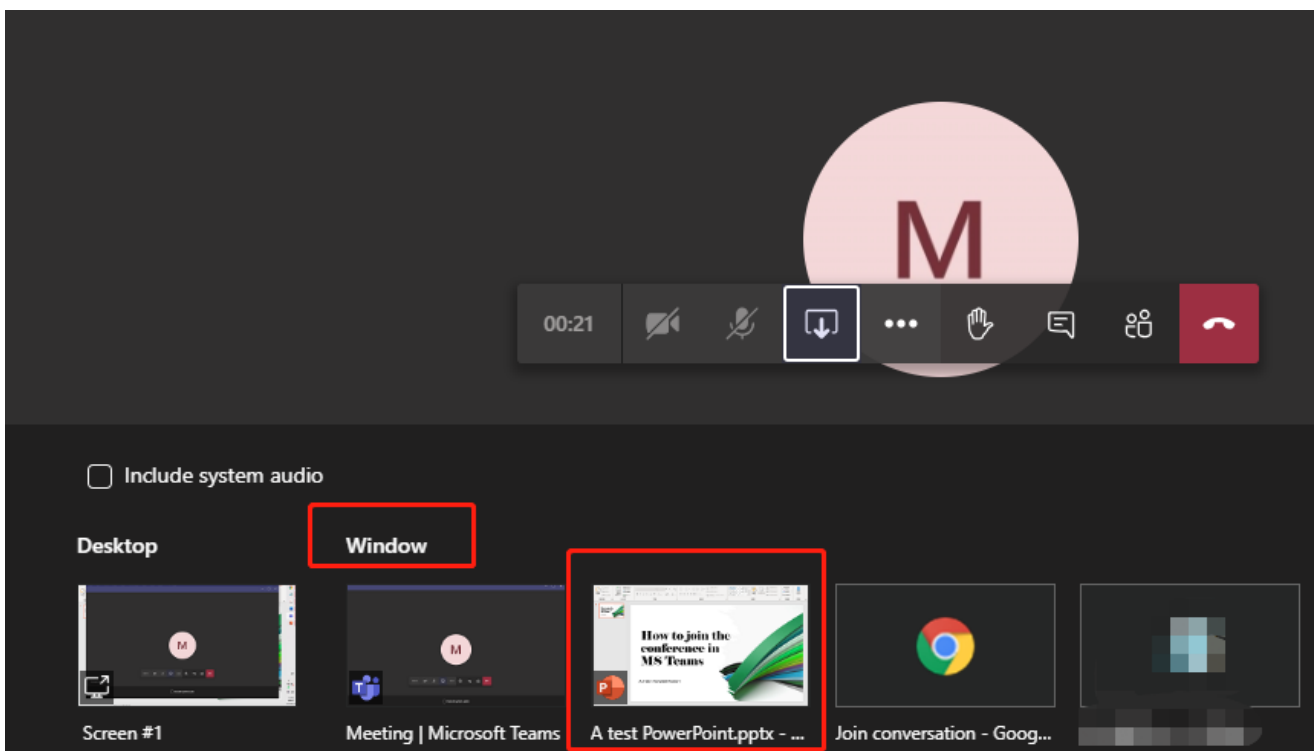 M
00:21
Include system audio
Desktop
Window
M
M
How to join the
conference in
MS Teams
Screen #1
Meeting | Microsoft Teams
A test PowerPoint.pptx - ...
Join conversation - Goog...